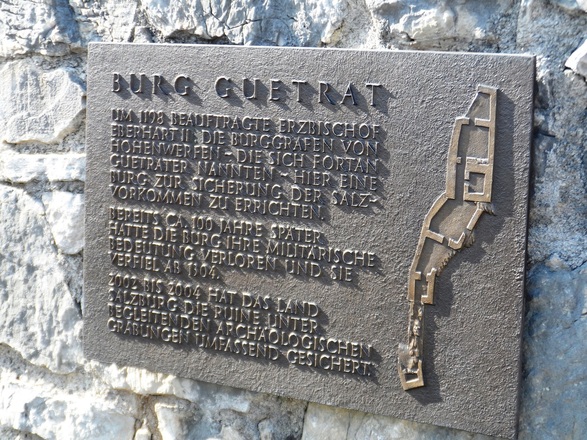 BURG GUETRAT
UM 1198 BEAUFTRAGTE ERZBISCHOF
EBERHART II. DIE BURGGRAFEN VON
HOHENWERFEN – DIE SICH FORTAN
GUETRATER NANNTEN – HIER EINE
BURG ZUR SICHERUNG DER SALZ-
VORKOMMEN ZU ERRICHTEN.
BEREITS CA. 100 JAHRE SPÄTER
HATTE DIE BURG IHRE MILITÄRISCHE
BEDEUTUNG VERLOREN UND SIE
VERFIEL AB 1304.
2002 BIS 2004 HAT DAS LAND
SALZBURG DIE RUINE UNTER
BEGLEITENDEN ARCHÄOLOGISCHEN
GRABUNGEN UMFASSEND GESICHERT.